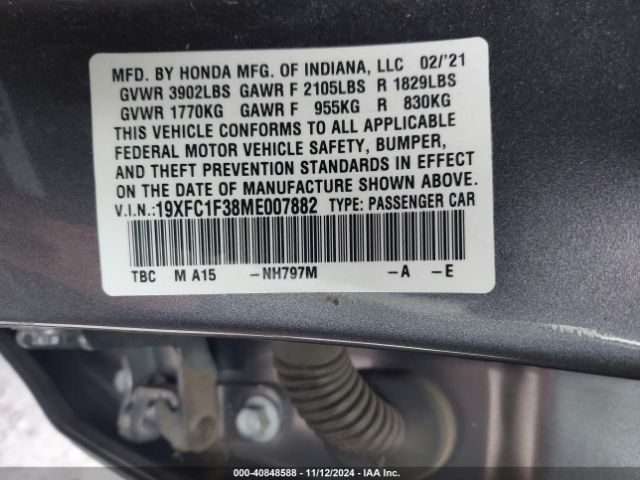 MFD. BY HONDA MFG. OF INDIANA, LLC 02/'21
GVWR 3902LBS GAWR F 2105LBS R 1829LBS
GVWR 1770KG GAWR F 955KG R 830KG
THIS VEHICLE CONFORMS TO ALL APPLICABLE
FEDERAL MOTOR VEHICLE SAFETY, BUMPER,
AND THEFT PREVENTION STANDARDS IN EFFECT
ON THE DATE OF MANUFACTURE SHOWN ABOVE.
V.I.N.:19XFC1F38ME007882 TYPE: PASSENGER CAR
TBC M A15 -NH797M -A -E
000-40848588 - 11/12/2024 - IAA Inc.